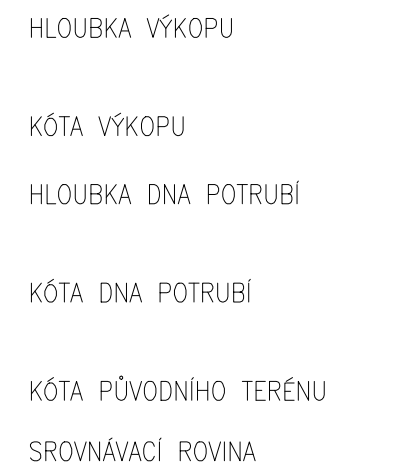 HLOUBKA VÝKOPU
KÓTA VÝKOPU
HLOUBKA DNA POTRUBÍ
KÓTA DNA POTRUBÍ
KÓTA PŮVODNÍHO TERÉNU
SROVNÁVACÍ ROVINA